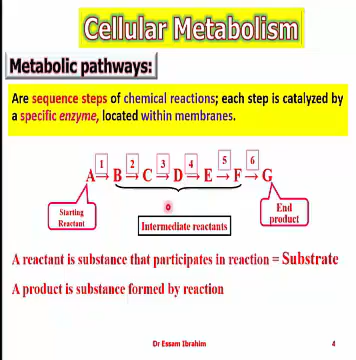 Cellular Metabolism
Metabolic pathways:
Are sequence steps of chemical reactions; each step is catalyzed by
a specific enzyme, located within membranes.
1 2 3 4 5 6
A → B → C → D → E → F → G
Starting
Reactant
Intermediate reactants
End
product
A reactant is substance that participates in reaction = Substrate
A product is substance formed by reaction
Dr Essam Ibrahim
4